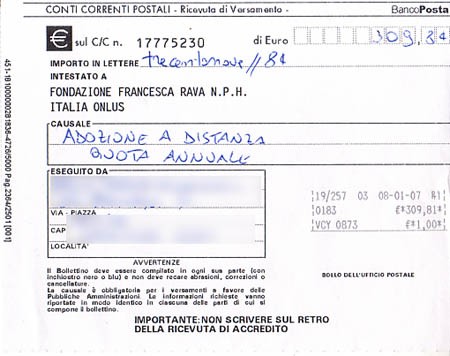 CONTI CORRENTI POSTALI - Ricevuta di Versamento - BancoPosta
€ sul C/C n. 17775230 di Euro 309,81
IMPORTO IN LETTERE trecentonove//81
INTESTATO A
FONDAZIONE FRANCESCA RAVA N.P.H.
ITALIA ONLUS
CAUSALE
ADOZIONE A DISTANZA
QUOTA ANNUALE
ESEGUITO DA
VIA - PIAZZA
CAP
LOCALITA'
19/257 03 08-01-07 R1
0183 €*309,81*
VCY 0873 €*1,00*
AVVERTENZE
Il Bollettino deve essere compilato in ogni sua parte (con
inchiostro nero o blu) e non deve recare abrasioni, correzioni o
cancellature.
La causale è obbligatoria per i versamenti a favore delle
Pubbliche Amministrazioni. Le informazioni richieste vanno
riportate in modo identico in ciascuna delle parti di cui si
compone il bollettino.
BOLLO DELL'UFFICIO POSTALE
IMPORTANTE: NON SCRIVERE SUL RETRO
DELLA RICEVUTA DI ACCREDITO